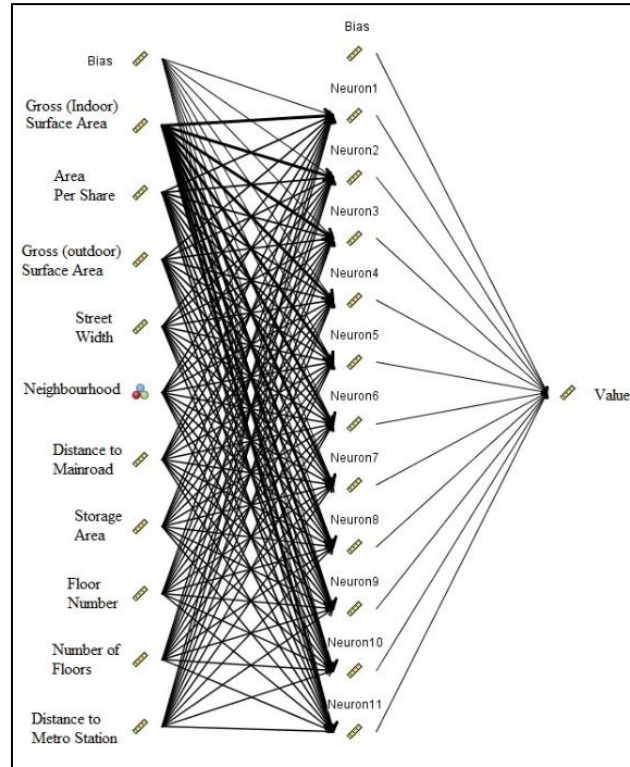 Bias
Gross (Indoor)
Surface Area
Area
Per Share
Gross (outdoor)
Surface Area
Street
Width
Neighbourhood
Distance to
Mainroad
Storage
Area
Floor
Number
Number of
Floors
Distance to
Metro Station
Bias
Neuron1
Neuron2
Neuron3
Neuron4
Neuron5
Neuron6
Neuron7
Neuron8
Neuron9
Neuron10
Neuron11
Value